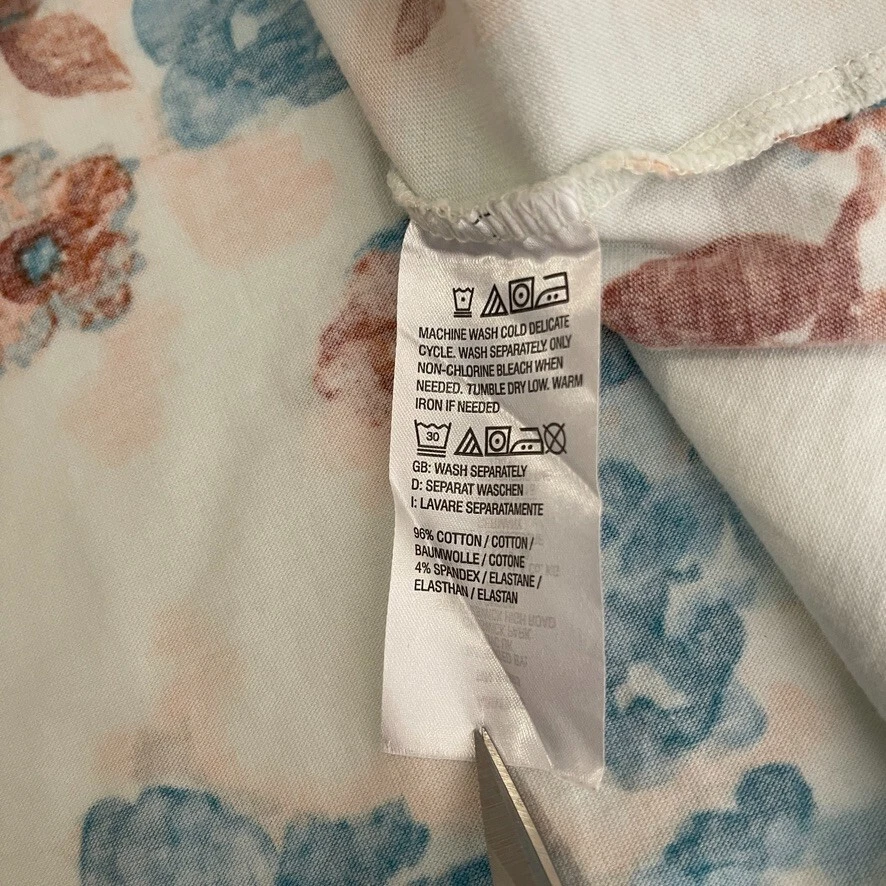 MACHINE WASH COLD DELICATE
CYCLE. WASH SEPARATELY. ONLY
NON-CHLORINE BLEACH WHEN
NEEDED. TUMBLE DRY LOW. WARM
IRON IF NEEDED
30
GB: WASH SEPARATELY
D: SEPARAT WASCHEN
I: LAVARE SEPARATAMENTE
96% COTTON / COTTON /
BAUMWOLLE / COTONE
4% SPANDEX / ELASTANE /
ELASTHAN / ELASTAN